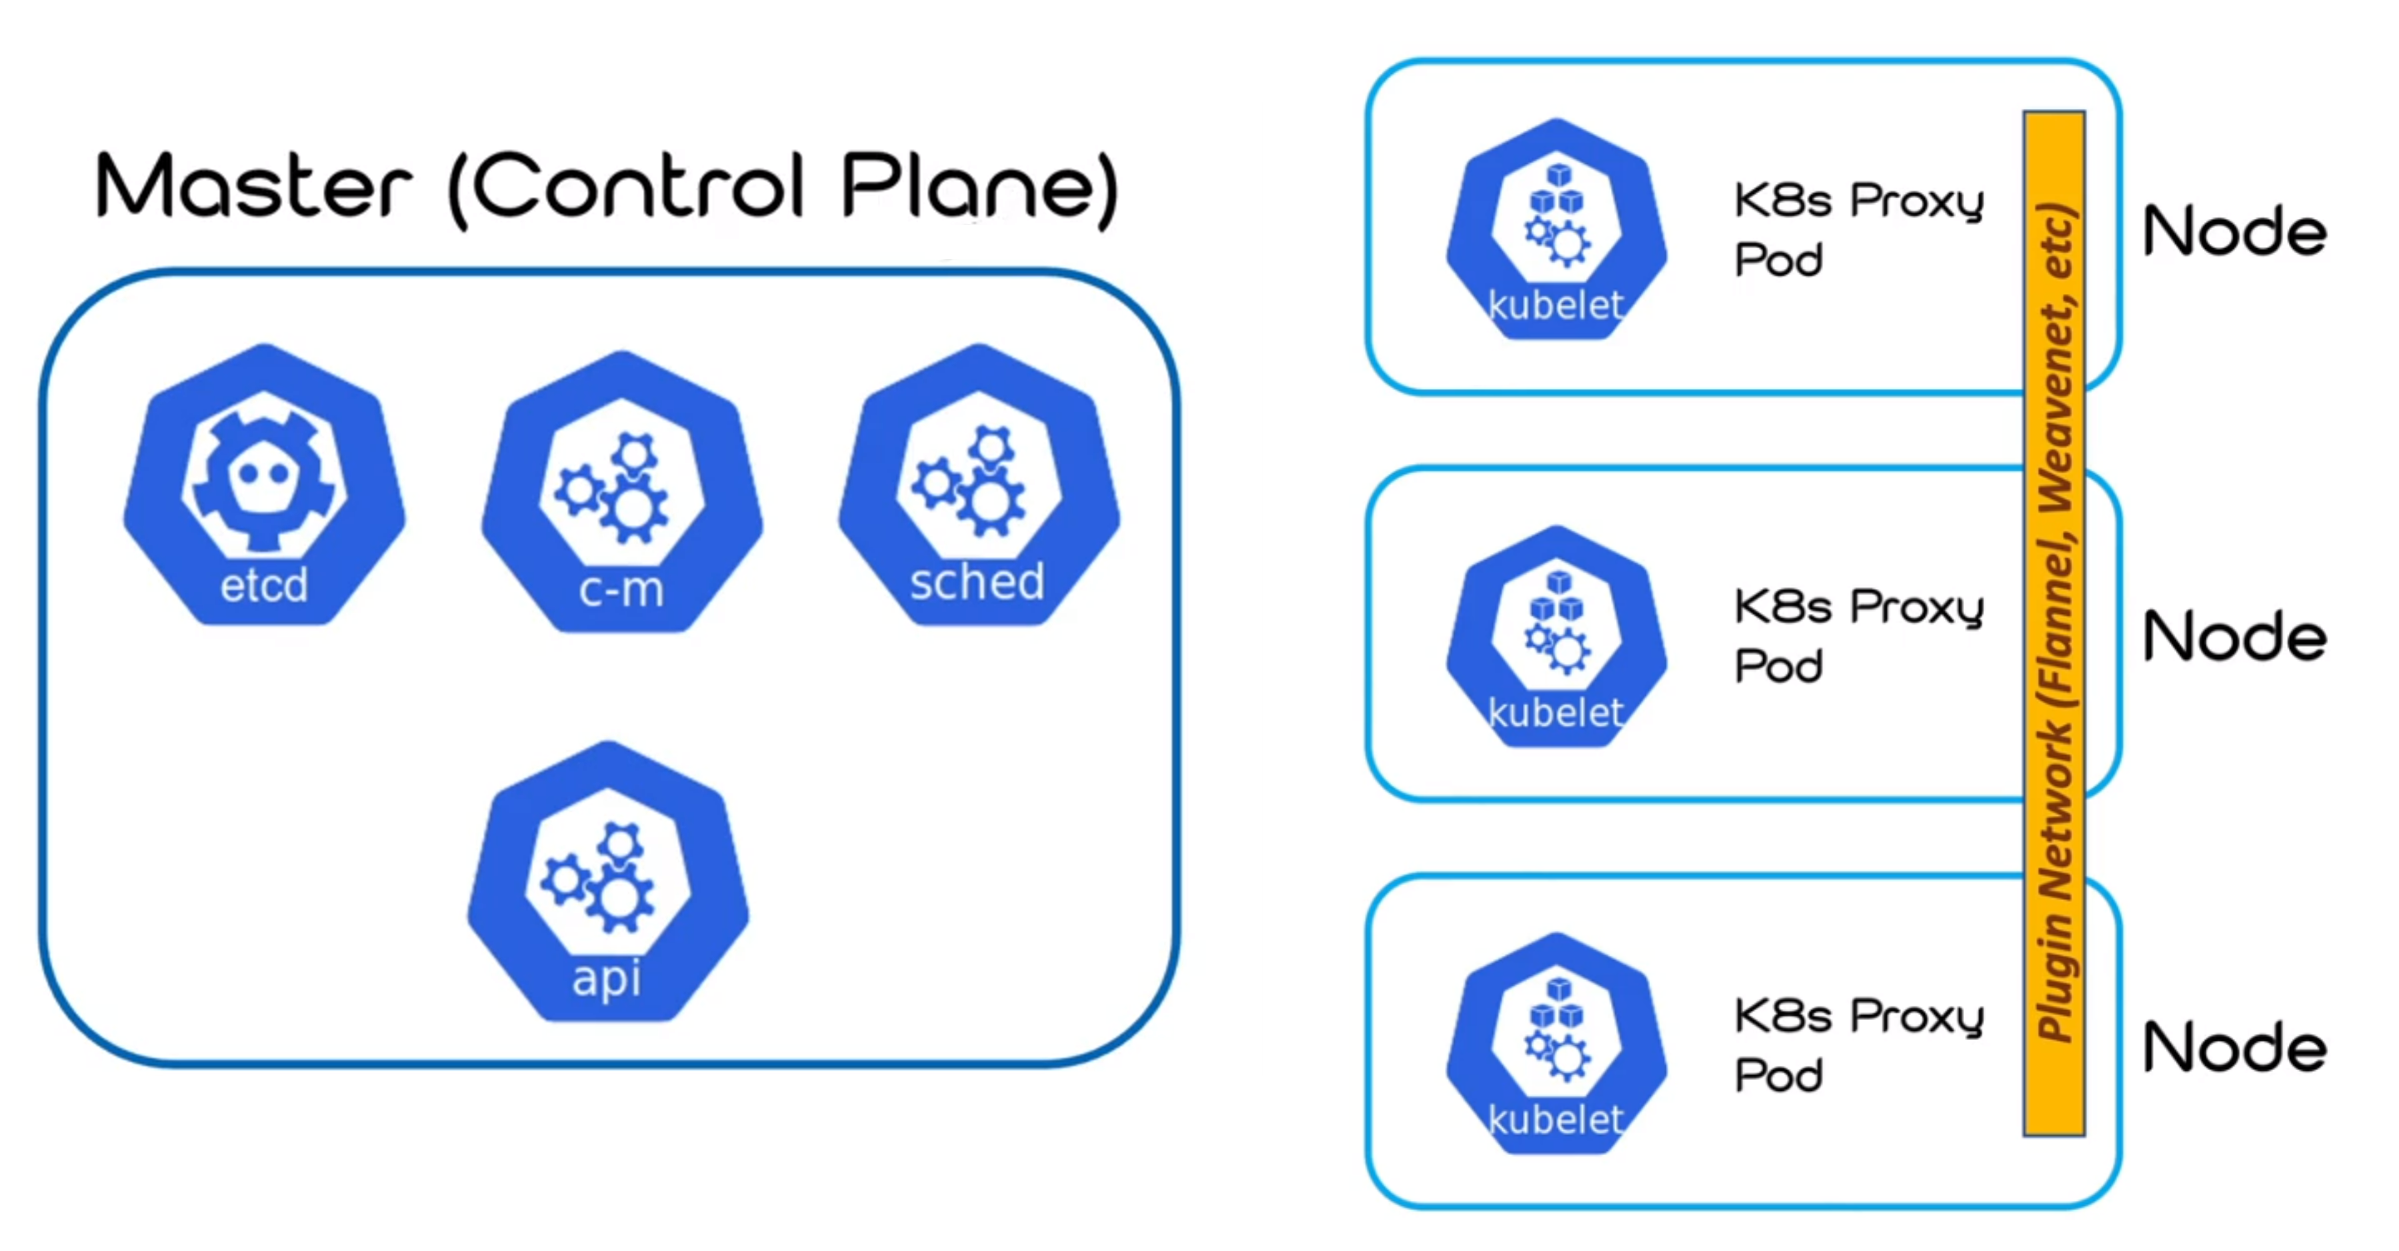 Master (Control Plane)
etcd
c-m
sched
api
kubelet
K8s Proxy
Pod
Node
kubelet
K8s Proxy
Pod
Node
kubelet
K8s Proxy
Pod
Node
Plugin Network (Flannel, Weavenet, etc)